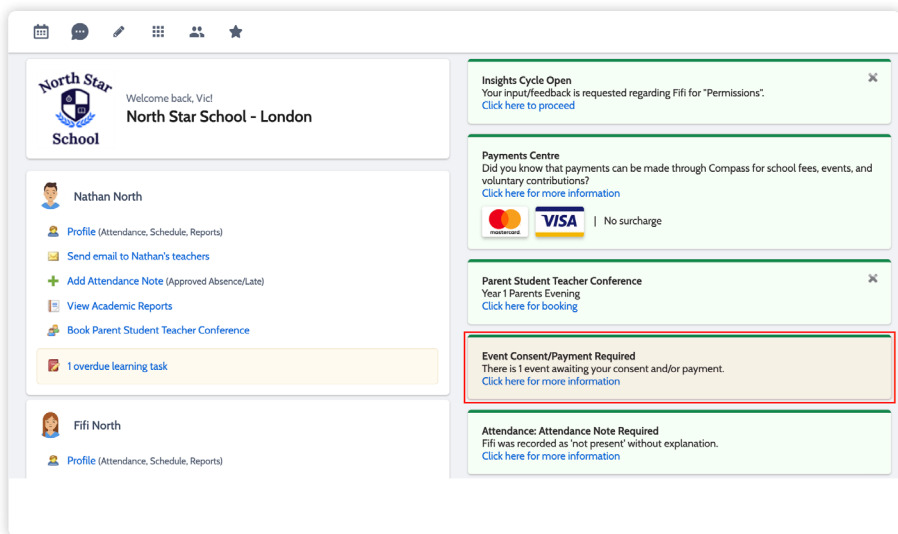 North Star
School
Welcome back, Vic!
North Star School - London
Nathan North
Profile (Attendance, Schedule, Reports)
Send email to Nathan's teachers
Add Attendance Note (Approved Absence/Late)
View Academic Reports
Book Parent Student Teacher Conference
1 overdue learning task
Fifi North
Profile (Attendance, Schedule, Reports)
Insights Cycle Open
Your input/feedback is requested regarding Fifi for "Permissions".
Click here to proceed
Payments Centre
Did you know that payments can be made through Compass for school fees, events, and
voluntary contributions?
Click here for more information
mastercard VISA | No surcharge
Parent Student Teacher Conference
Year 1 Parents Evening
Click here for booking
Event Consent/Payment Required
There is 1 event awaiting your consent and/or payment.
Click here for more information
Attendance: Attendance Note Required
Fifi was recorded as 'not present' without explanation.
Click here for more information